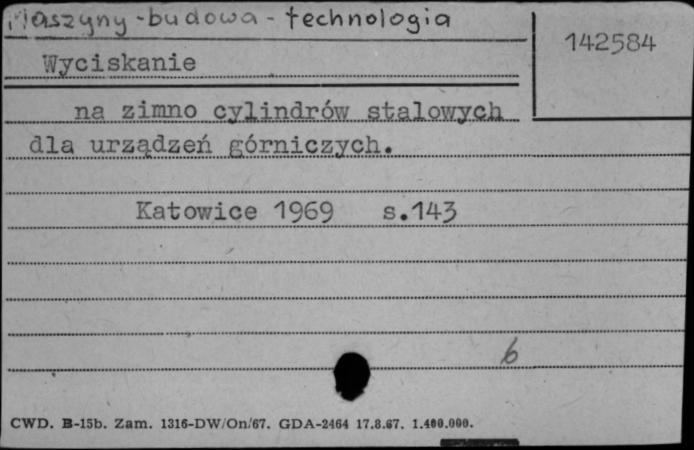 Maszyny-budowa-technologia
142584
Wyciskanie
na zimno cylindrów stalowych
dla urządzeń górniczych.
Katowice 1969 s.143
6
CWD. B-15b. Zam. 1316-DW/On/67. GDA-2464 17.8.67. 1.400.000.